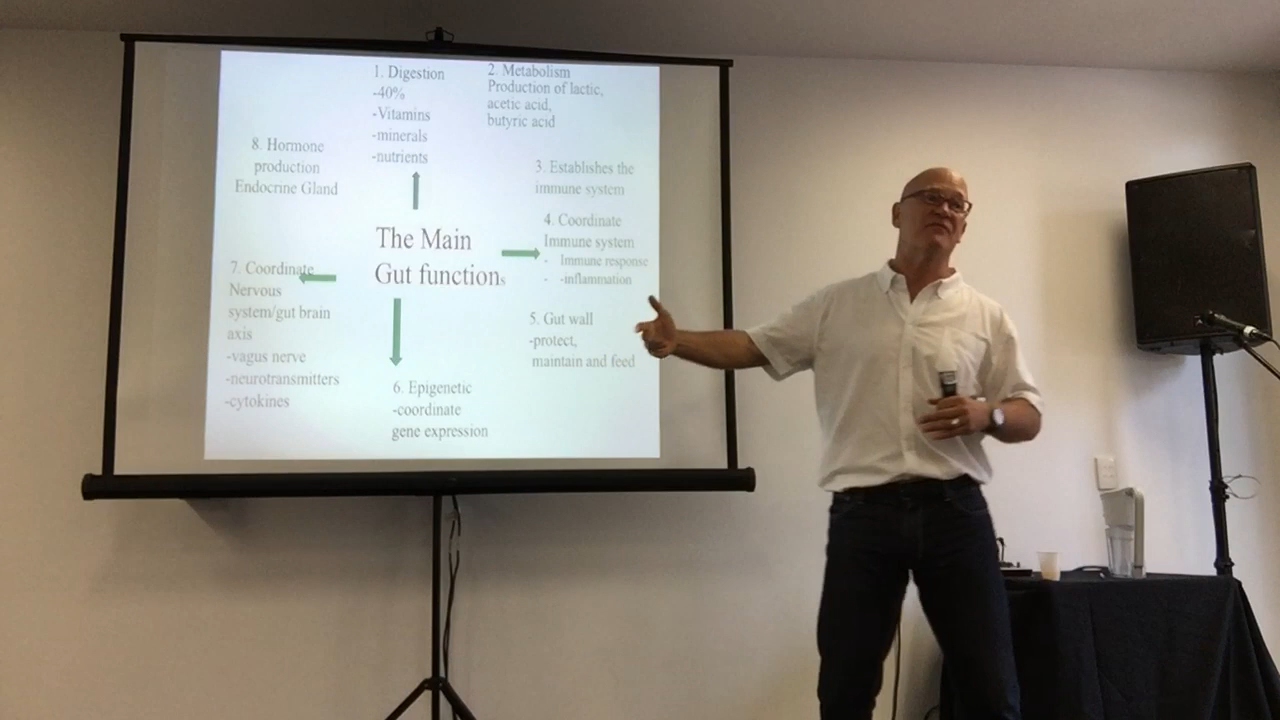 1. Digestion
-40%
-Vitamins
-minerals
-nutrients
2. Metabolism
Production of lactic,
acetic acid,
butyric acid
3. Establishes the
immune system
4. Coordinate
Immune system
- Immune response
- -inflammation
5. Gut wall
-protect,
maintain and feed
6. Epigenetic
-coordinate
gene expression
7. Coordinate
Nervous
system/gut brain
axis
-vagus nerve
-neurotransmitters
-cytokines
8. Hormone
production
Endocrine Gland
The Main
Gut functions